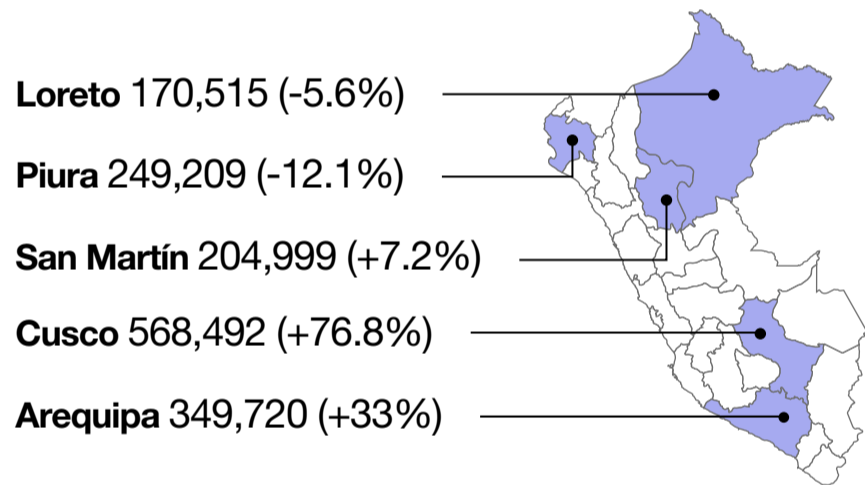 Loreto 170,515 (-5.6%)
Piura 249,209 (-12.1%)
San Martín 204,999 (+7.2%)
Cusco 568,492 (+76.8%)
Arequipa 349,720 (+33%)